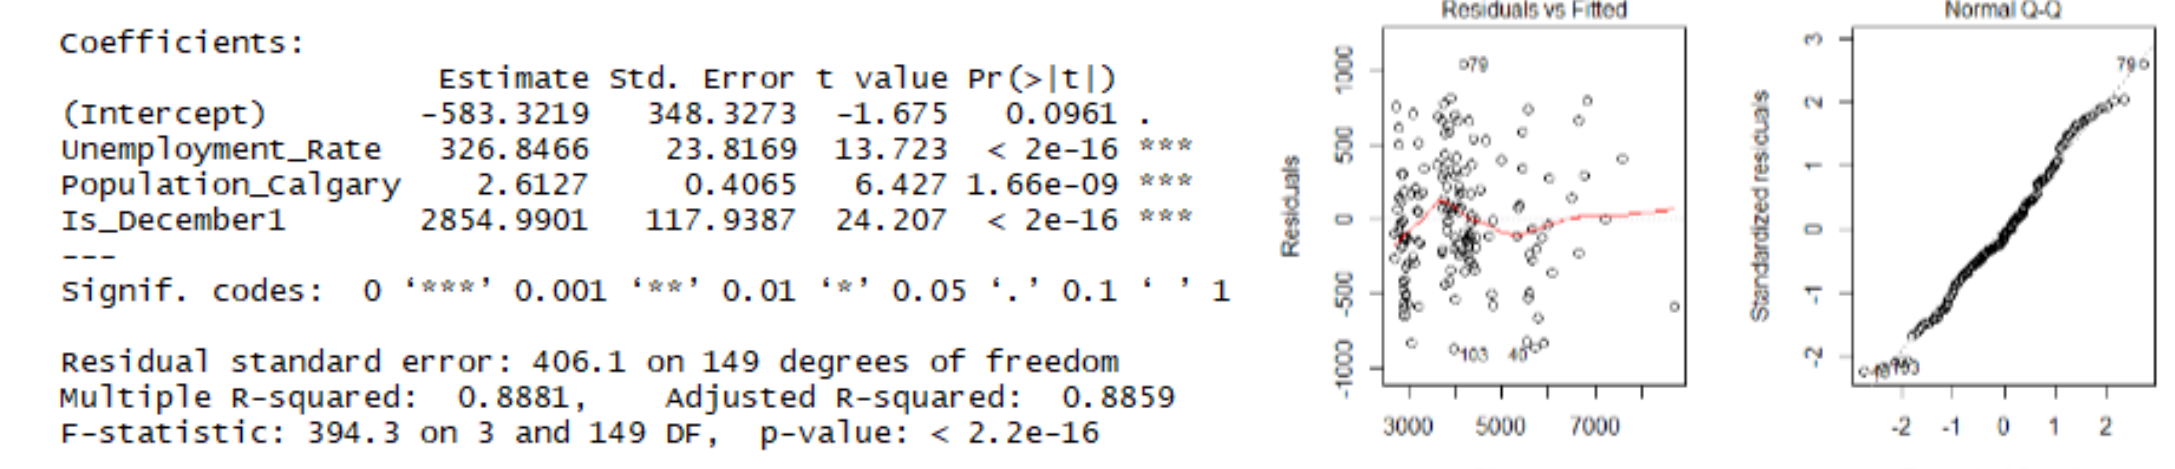 Coefficients:
Estimate Std. Error t value Pr(>|t|)
(Intercept) -583.3219 348.3273 -1.675 0.0961 .
Unemployment_Rate 326.8466 23.8169 13.723 < 2e-16 ***
Population_Calgary 2.6127 0.4065 6.427 1.66e-09 ***
Is_December1 2854.9901 117.9387 24.207 < 2e-16 ***
---
Signif. codes: 0 ‘***’ 0.001 ‘**’ 0.01 ‘*’ 0.05 ‘.’ 0.1 ‘ ’ 1
Residual standard error: 406.1 on 149 degrees of freedom
Multiple R-squared: 0.8881, Adjusted R-squared: 0.8859
F-statistic: 394.3 on 3 and 149 DF, p-value: < 2.2e-16
Residuals vs Fitted
Residuals
1000
500
0
-500
-1000
79
103
40
3000 5000 7000
Normal Q-Q
Standardized residuals
3
2
1
0
-1
-2
79
-2 -1 0 1 2